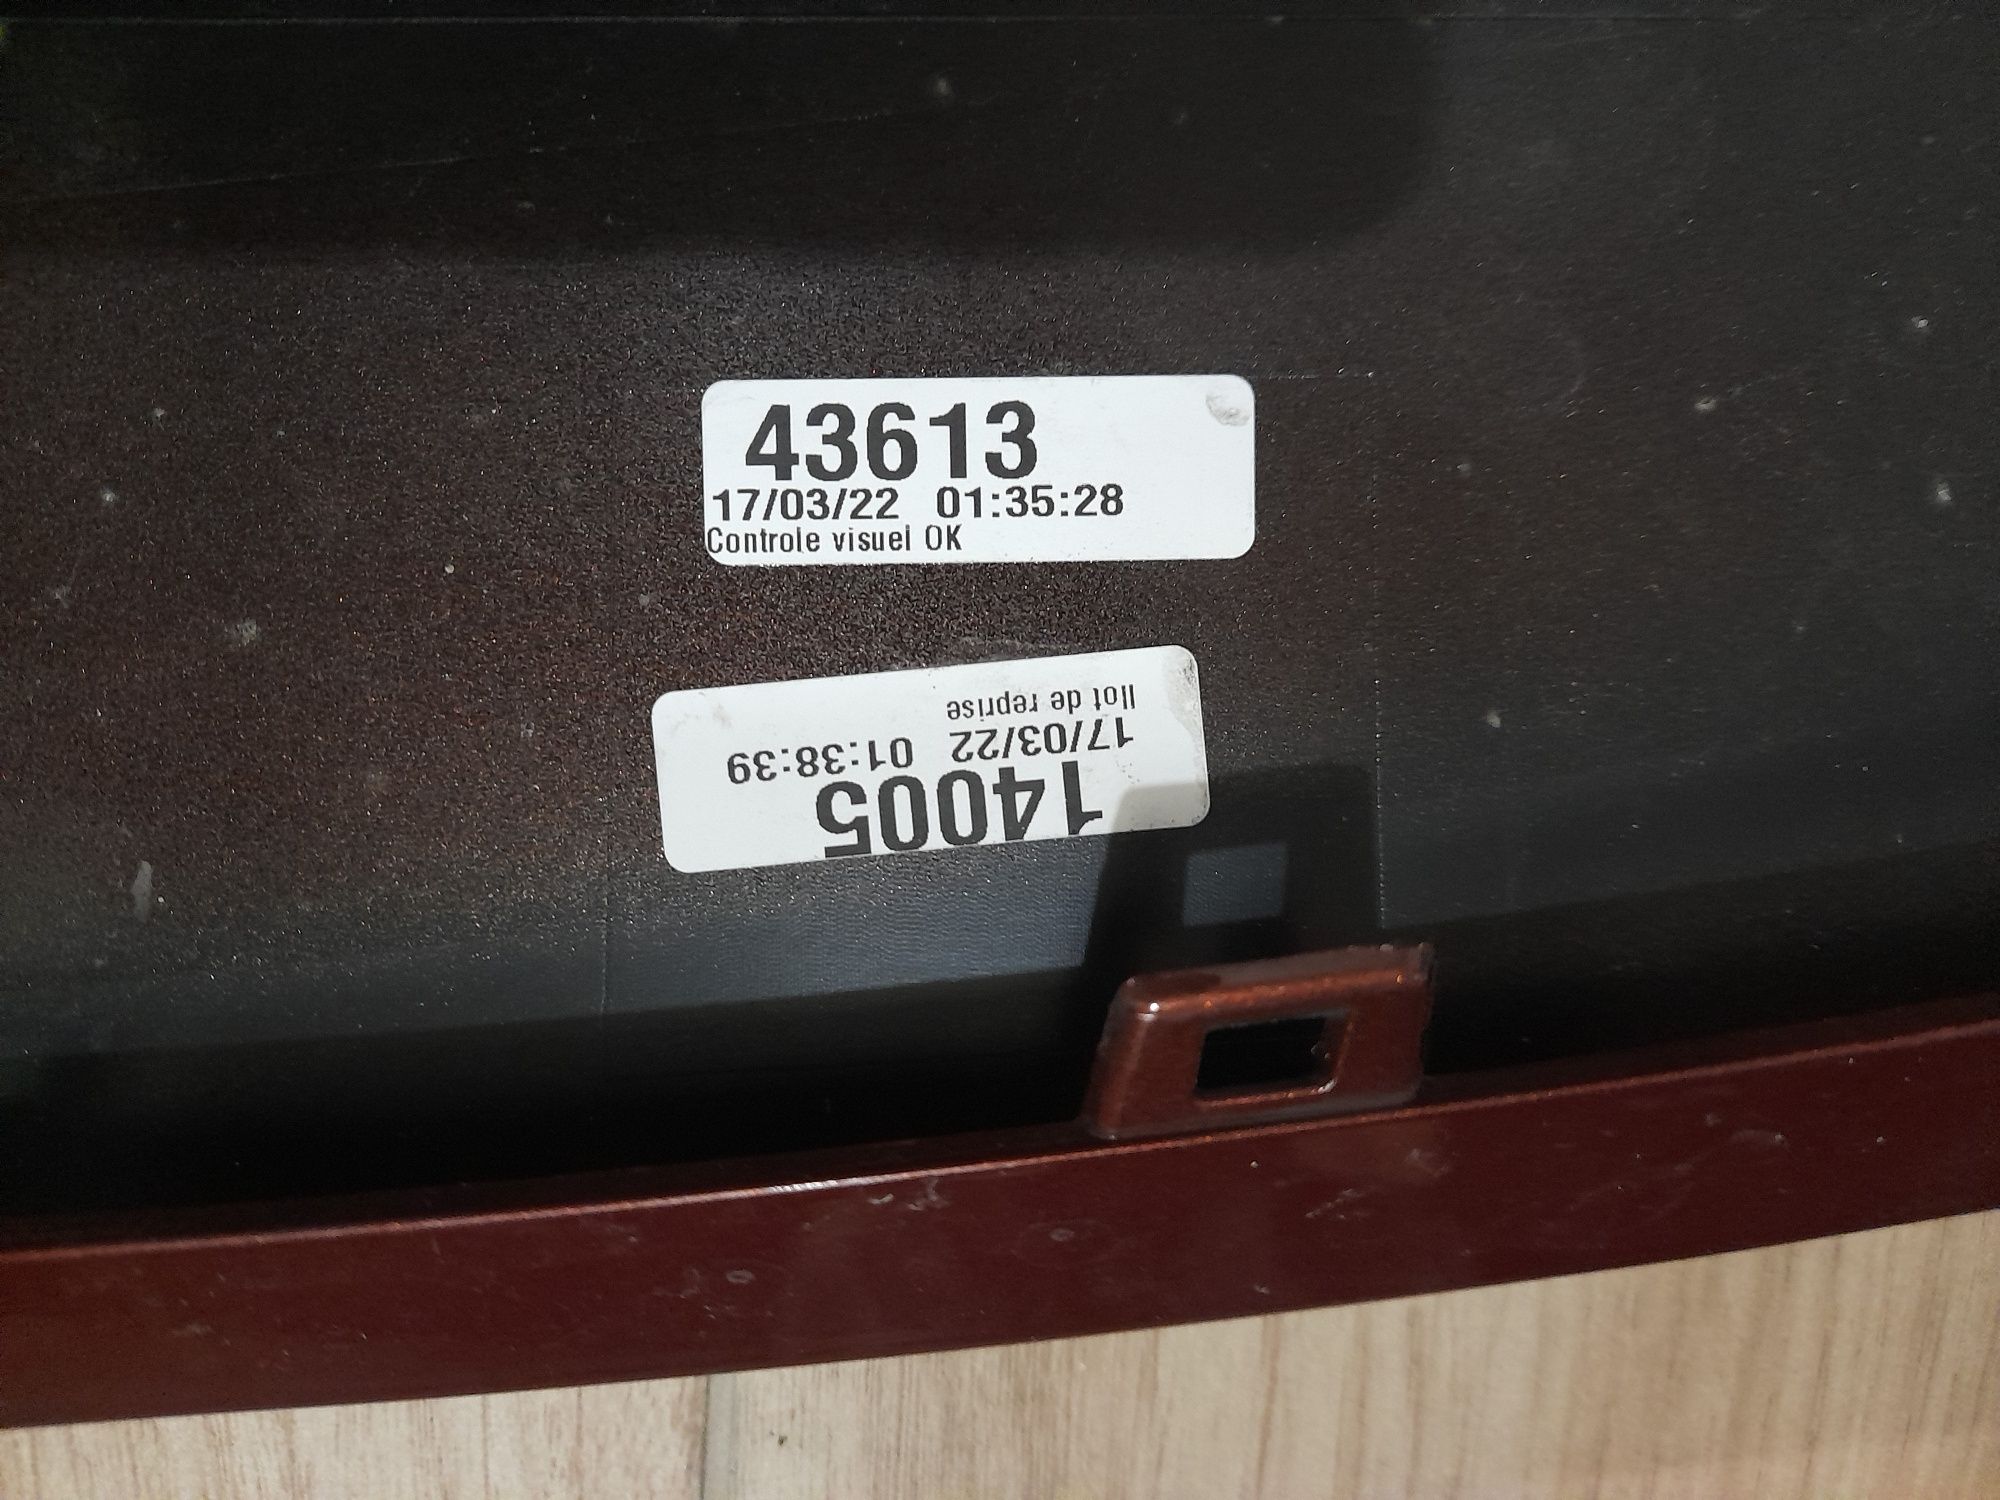 43613
17/03/22 01:35:28
Controle visuel OK
14005
17/03/22 01:38:39
Ilot de reprise